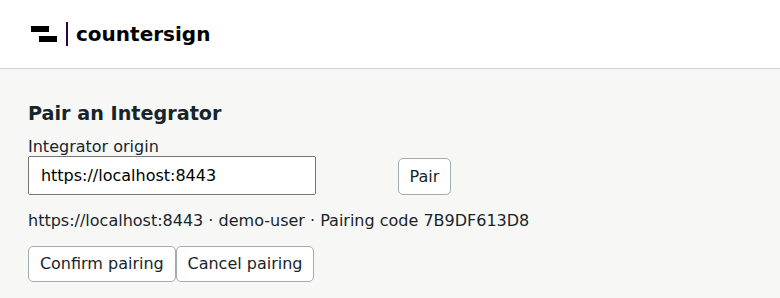 countersign
Pair an Integrator
Integrator origin
https://localhost:8443 Pair
https://localhost:8443 · demo-user · Pairing code 7B9DF613D8
Confirm pairing Cancel pairing